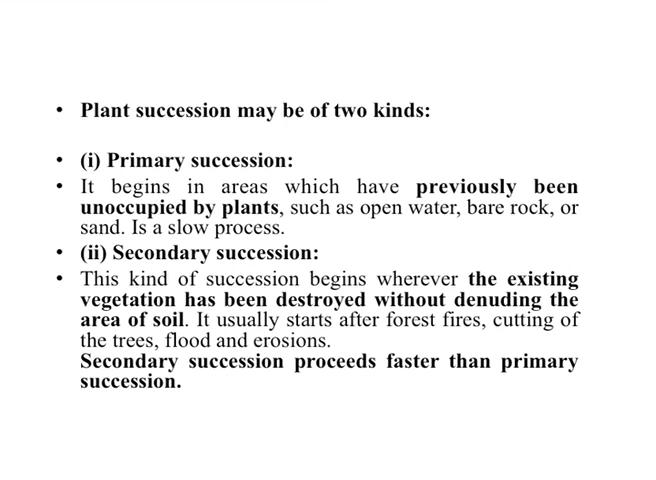 • Plant succession may be of two kinds:
• (i) Primary succession:
• It begins in areas which have previously been
unoccupied by plants, such as open water, bare rock, or
sand. Is a slow process.
• (ii) Secondary succession:
• This kind of succession begins wherever the existing
vegetation has been destroyed without denuding the
area of soil. It usually starts after forest fires, cutting of
the trees, flood and erosions.
Secondary succession proceeds faster than primary
succession.